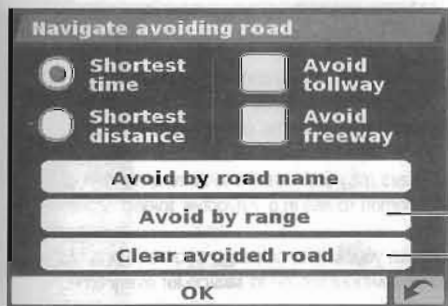 Navigate avoiding road
Shortest
time
Avoid
tollway
Shortest
distance
Avoid
freeway
Avoid by road name
Avoid by range
Clear avoided road
OK